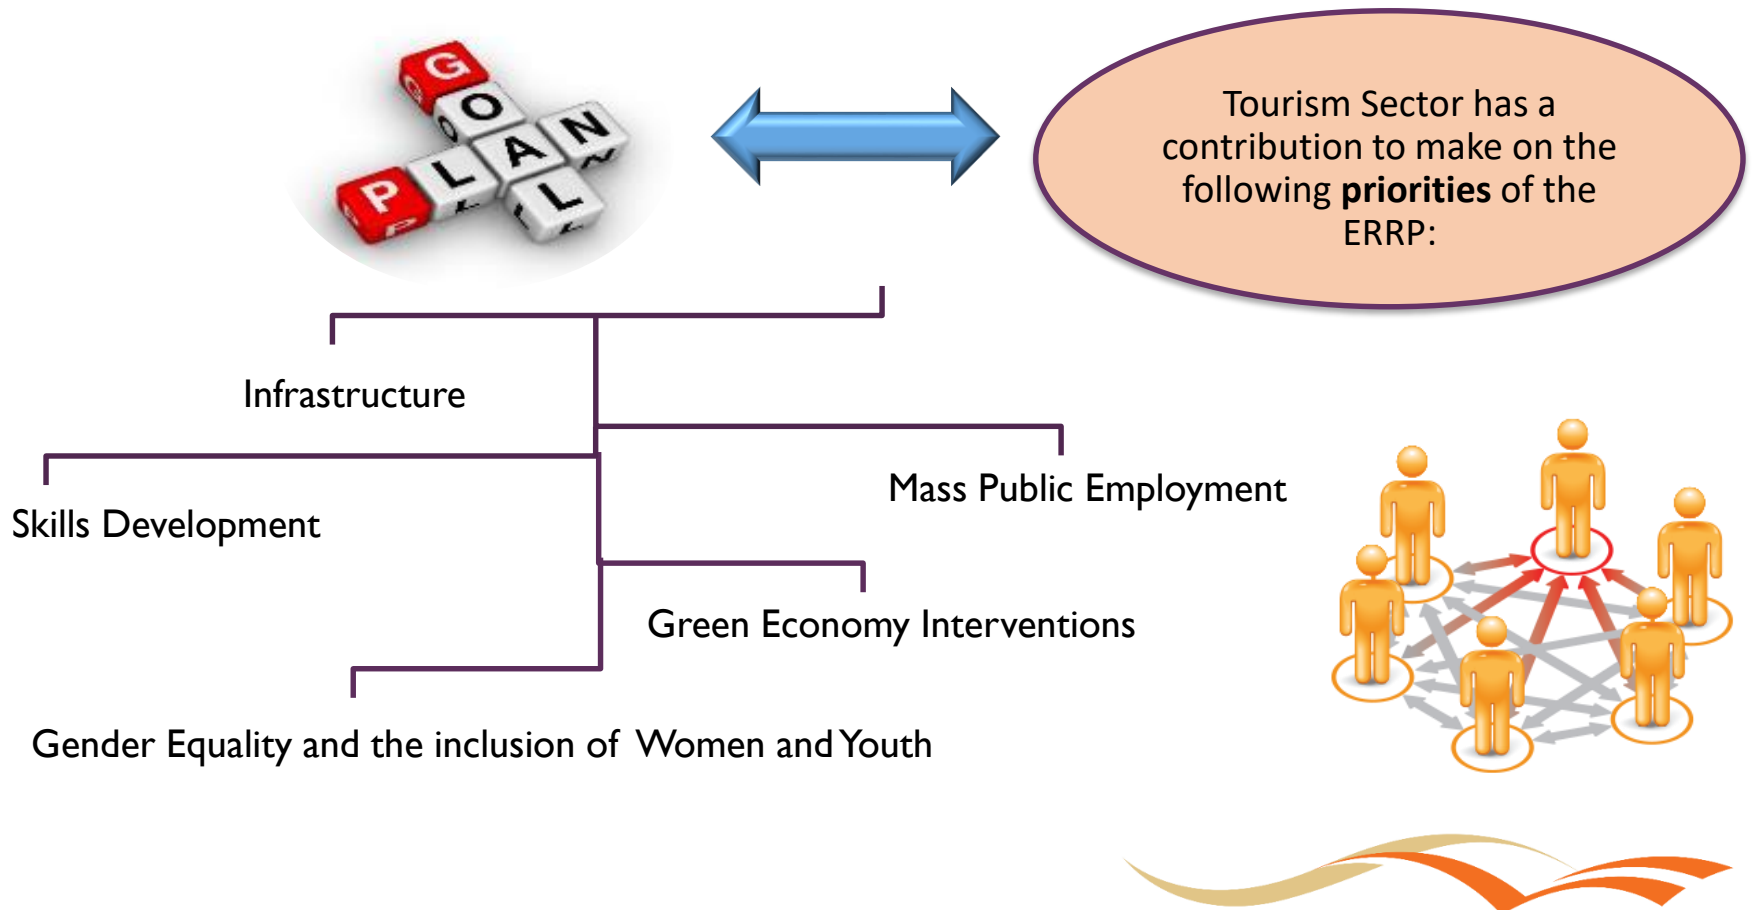 GOAL
PLAN
Tourism Sector has a
contribution to make on the
following priorities of the
ERRP:
Infrastructure
Mass Public Employment
Skills Development
Green Economy Interventions
Gender Equality and the inclusion of Women and Youth